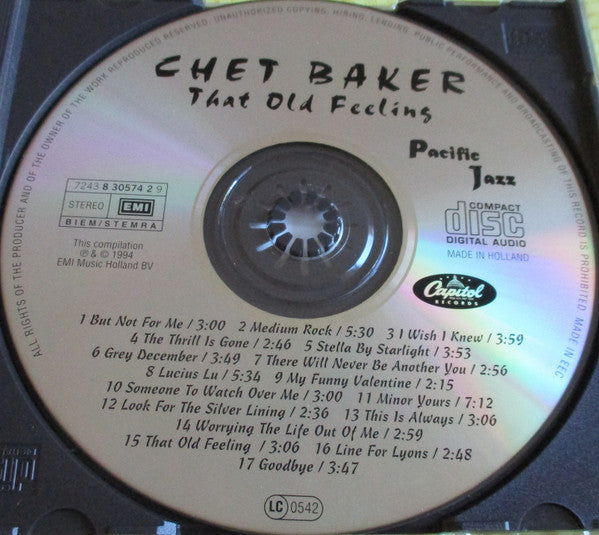 ALL RIGHTS OF THE PRODUCER AND OF THE OWNER OF THE WORK REPRODUCED RESERVED. UNAUTHORIZED COPYING, HIRING, LENDING, PUBLIC PERFORMANCE AND BROADCASTING OF THIS RECORD IS PROHIBITED. MADE IN EEC.
CHET BAKER
That Old Feeling
Pacific
Jazz
7243 8 30574 2 9
STEREO EMI
BIEM/STEMRA
This compilation
℗ & © 1994
EMI Music Holland BV
COMPACT
disc
DIGITAL AUDIO
MADE IN HOLLAND
Capitol
RECORDS
1 But Not For Me / 3:00 2 Medium Rock / 5:30 3 I Wish I Knew / 3:59
4 The Thrill Is Gone / 2:46 5 Stella By Starlight / 3:53
6 Grey December / 3:49 7 There Will Never Be Another You / 2:56
8 Lucius Lu / 5:34 9 My Funny Valentine / 2:15
10 Someone To Watch Over Me / 3:00 11 Minor Yours / 7:12
12 Look For The Silver Lining / 2:36 13 This Is Always / 3:06
14 Worrying The Life Out Of Me / 2:59
15 That Old Feeling / 3:06 16 Line For Lyons / 2:48
17 Goodbye / 3:47
LC 0542